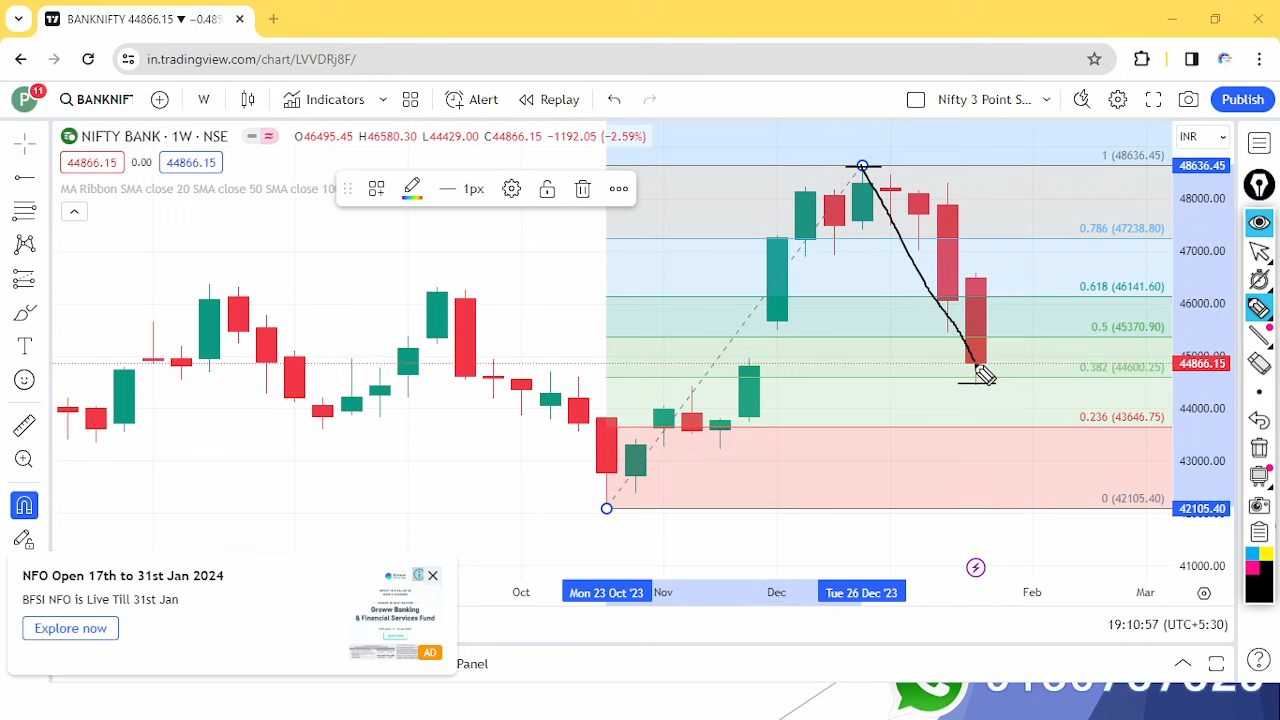 BANKNIFTY 44866.15 ▼ −0.48%
in.tradingview.com/chart/LVVDRj8F/
P 11 BANKNIFT W Indicators Alert Replay Nifty 3 Point S... Publish
NIFTY BANK · 1W · NSE O46495.45 H46580.30 L44429.00 C44866.15 −1192.05 (−2.59%)
INR
44866.15 0.00 44866.15
MA Ribbon SMA close 20 SMA close 50 SMA close 10
1px
1 (48636.45)
0.786 (47238.80)
0.618 (46141.60)
0.5 (45370.90)
0.382 (44600.25)
0.236 (43646.75)
0 (42105.40)
48636.45
48000.00
47000.00
46000.00
44866.15
44000.00
43000.00
42105.40
41000.00
Oct Mon 23 Oct '23 Nov Dec Tue 26 Dec '23 Feb Mar
NFO Open 17th to 31st Jan 2024
BFSI NFO is Live Till 31st Jan
Explore now
Groww Banking
& Financial Services Fund
AD
19:10:57 (UTC+5:30)
Panel